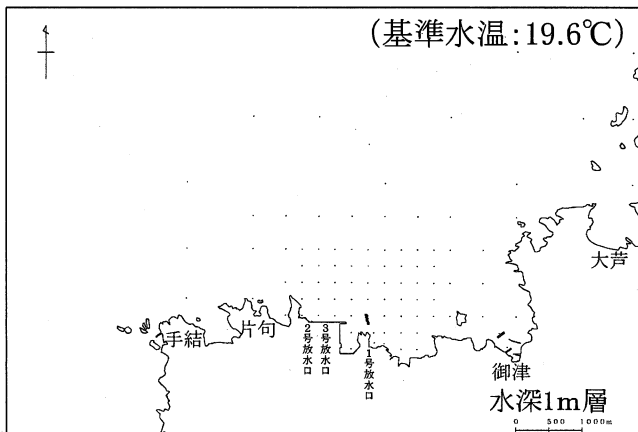 (基準水温:19.6℃)
大芦
手結
片句
2号放水口
3号放水口
1号放水口
御津
水深1m層
0 500 1000m